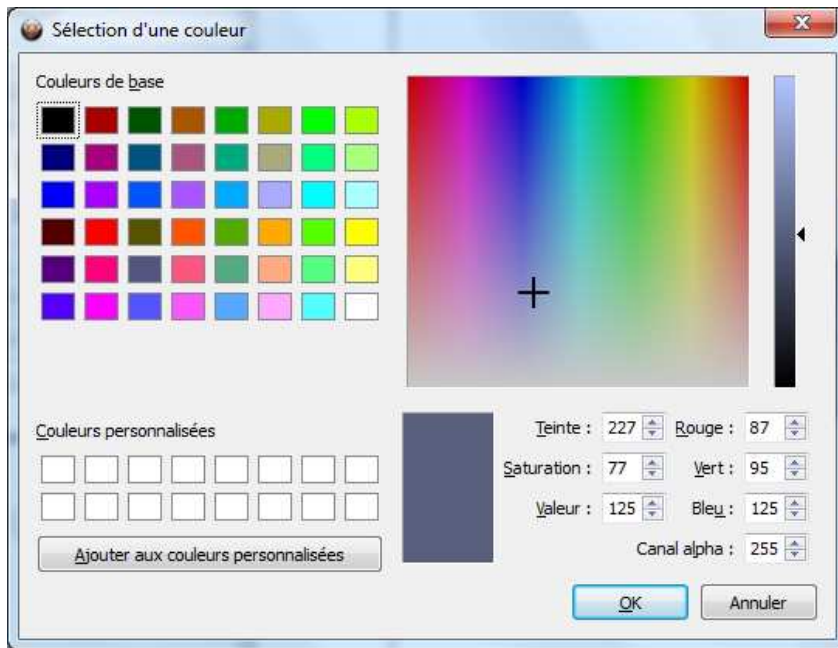 Sélection d'une couleur
Couleurs de base
Couleurs personnalisées
Ajouter aux couleurs personnalisées
Teinte : 227 Rouge : 87
Saturation : 77 Vert : 95
Valeur : 125 Bleu : 125
Canal alpha : 255
OK Annuler